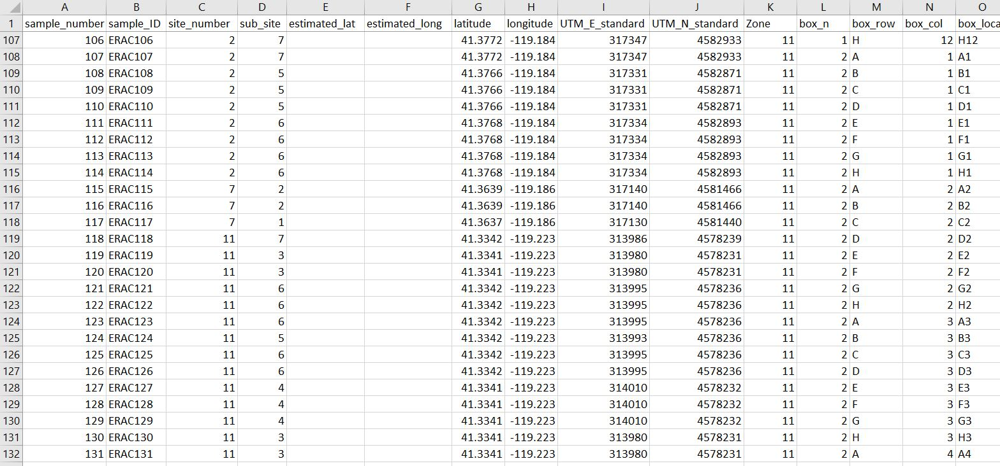 A B C D E F G H I J K L M N O
1 sample_number sample_ID site_number sub_site estimated_lat estimated_long latitude longitude UTM_E_standard UTM_N_standard Zone box_n box_row box_col box_loca
107 106 ERAC106 2 7 41.3772 -119.184 317347 4582933 11 1 H 12 H12
108 107 ERAC107 2 7 41.3772 -119.184 317347 4582933 11 2 A 1 A1
109 108 ERAC108 2 5 41.3766 -119.184 317331 4582871 11 2 B 1 B1
110 109 ERAC109 2 5 41.3766 -119.184 317331 4582871 11 2 C 1 C1
111 110 ERAC110 2 5 41.3766 -119.184 317331 4582871 11 2 D 1 D1
112 111 ERAC111 2 6 41.3768 -119.184 317334 4582893 11 2 E 1 E1
113 112 ERAC112 2 6 41.3768 -119.184 317334 4582893 11 2 F 1 F1
114 113 ERAC113 2 6 41.3768 -119.184 317334 4582893 11 2 G 1 G1
115 114 ERAC114 2 6 41.3768 -119.184 317334 4582893 11 2 H 1 H1
116 115 ERAC115 7 2 41.3639 -119.186 317140 4581466 11 2 A 2 A2
117 116 ERAC116 7 2 41.3639 -119.186 317140 4581466 11 2 B 2 B2
118 117 ERAC117 7 1 41.3637 -119.186 317130 4581440 11 2 C 2 C2
119 118 ERAC118 11 7 41.3342 -119.223 313986 4578239 11 2 D 2 D2
120 119 ERAC119 11 3 41.3341 -119.223 313980 4578231 11 2 E 2 E2
121 120 ERAC120 11 3 41.3341 -119.223 313980 4578231 11 2 F 2 F2
122 121 ERAC121 11 6 41.3342 -119.223 313995 4578236 11 2 G 2 G2
123 122 ERAC122 11 6 41.3342 -119.223 313995 4578236 11 2 H 2 H2
124 123 ERAC123 11 6 41.3342 -119.223 313995 4578236 11 2 A 3 A3
125 124 ERAC124 11 5 41.3342 -119.223 313993 4578236 11 2 B 3 B3
126 125 ERAC125 11 6 41.3342 -119.223 313995 4578236 11 2 C 3 C3
127 126 ERAC126 11 6 41.3342 -119.223 313995 4578236 11 2 D 3 D3
128 127 ERAC127 11 4 41.3341 -119.223 314010 4578232 11 2 E 3 E3
129 128 ERAC128 11 4 41.3341 -119.223 314010 4578232 11 2 F 3 F3
130 129 ERAC129 11 4 41.3341 -119.223 314010 4578232 11 2 G 3 G3
131 130 ERAC130 11 3 41.3341 -119.223 313980 4578231 11 2 H 3 H3
132 131 ERAC131 11 3 41.3341 -119.223 313980 4578231 11 2 A 4 A4